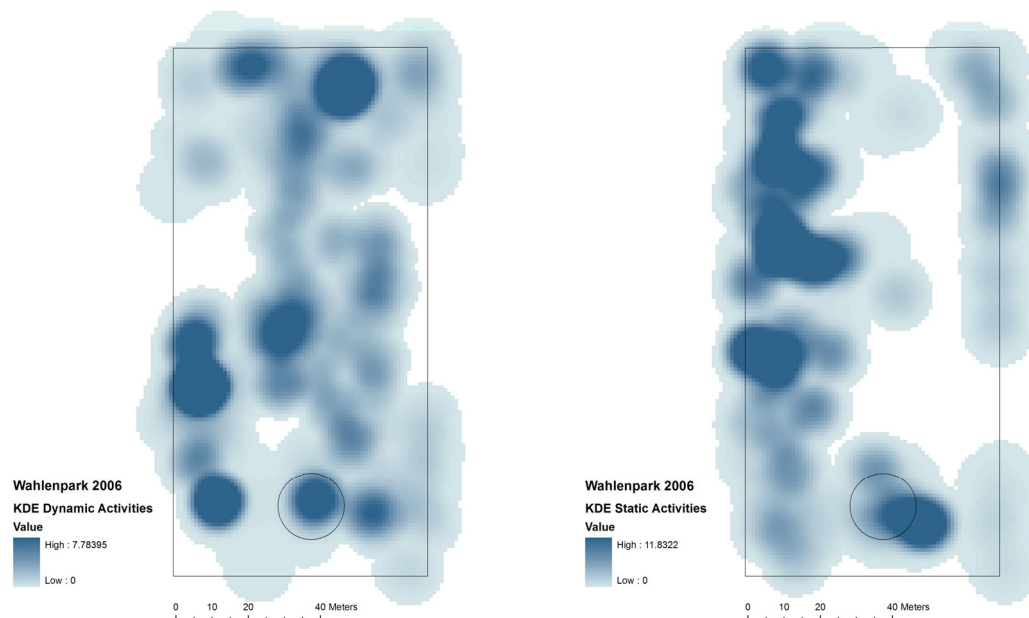 Wahlenpark 2006
KDE Dynamic Activities
Value
High : 7.78395
Low : 0
0 10 20 40 Meters
Wahlenpark 2006
KDE Static Activities
Value
High : 11.8322
Low : 0
0 10 20 40 Meters